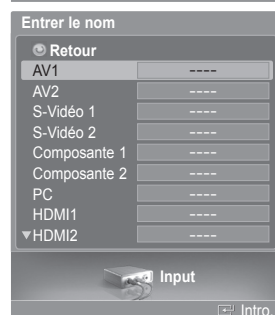 Entrer le nom
Retour
AV1 ----
AV2 ----
S-Vidéo 1 ----
S-Vidéo 2 ----
Composante 1 ----
Composante 2 ----
PC ----
HDMI1 ----
▼HDMI2 ----
Input
Intro